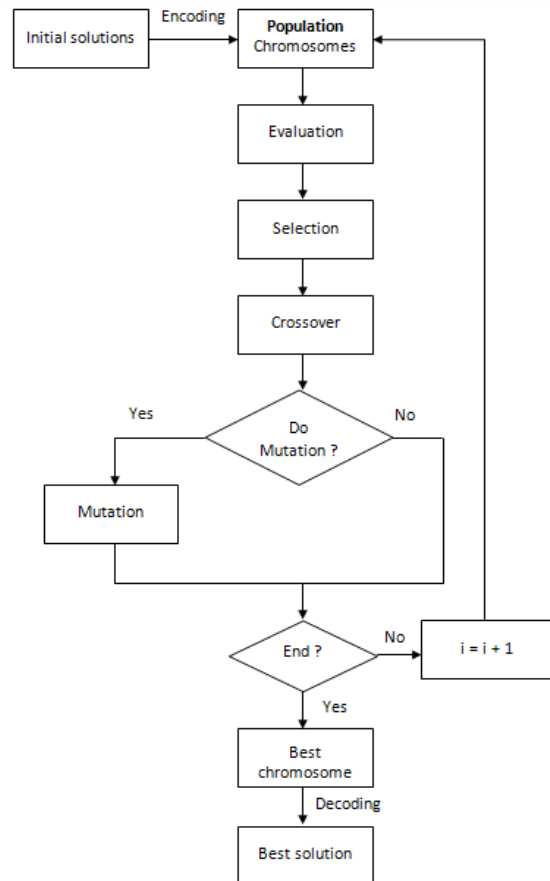 Encoding
Initial solutions
Population
Chromosomes
Evaluation
Selection
Crossover
Yes
No
Do
Mutation ?
Mutation
End ?
No
i = i + 1
Yes
Best
chromosome
Decoding
Best solution